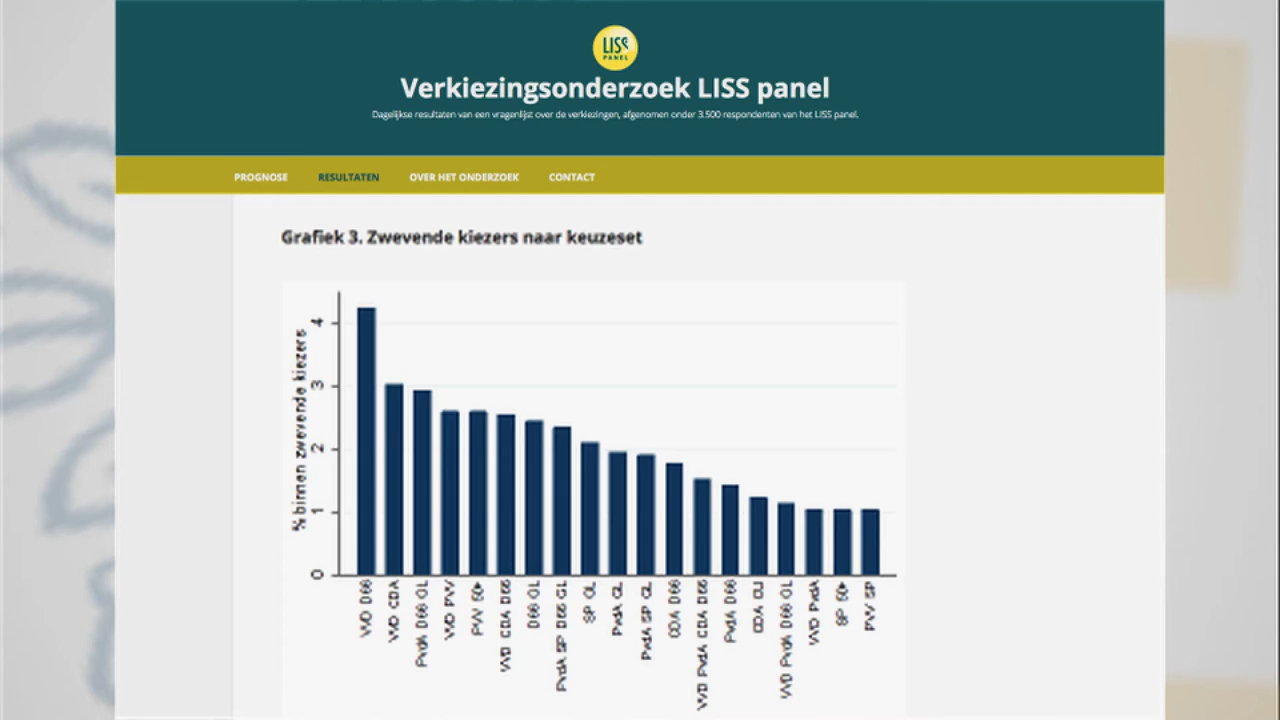 LISS
PANEL
Verkiezingsonderzoek LISS panel
Dagelijkse resultaten van een vragenlijst over de verkiezingen, afgenomen onder 3.500 respondenten van het LISS panel.
PROGNOSE RESULTATEN OVER HET ONDERZOEK CONTACT
Grafiek 3. Zwevende kiezers naar keuzeset
% binnen zwevende kiezers
4
3
2
1
0
VVD D66
VVD CDA
PvdA D66 GL
VVD PVV
PVV 50+
VVD CDA D66
D66 GL
PvdA SP D66 GL
SP GL
PvdA GL
PvdA SP GL
CDA D66
VVD PvdA CDA D66
PvdA D66
CDA CU
VVD PvdA D66 GL
VVD PvdA
SP 50+
PVV SP